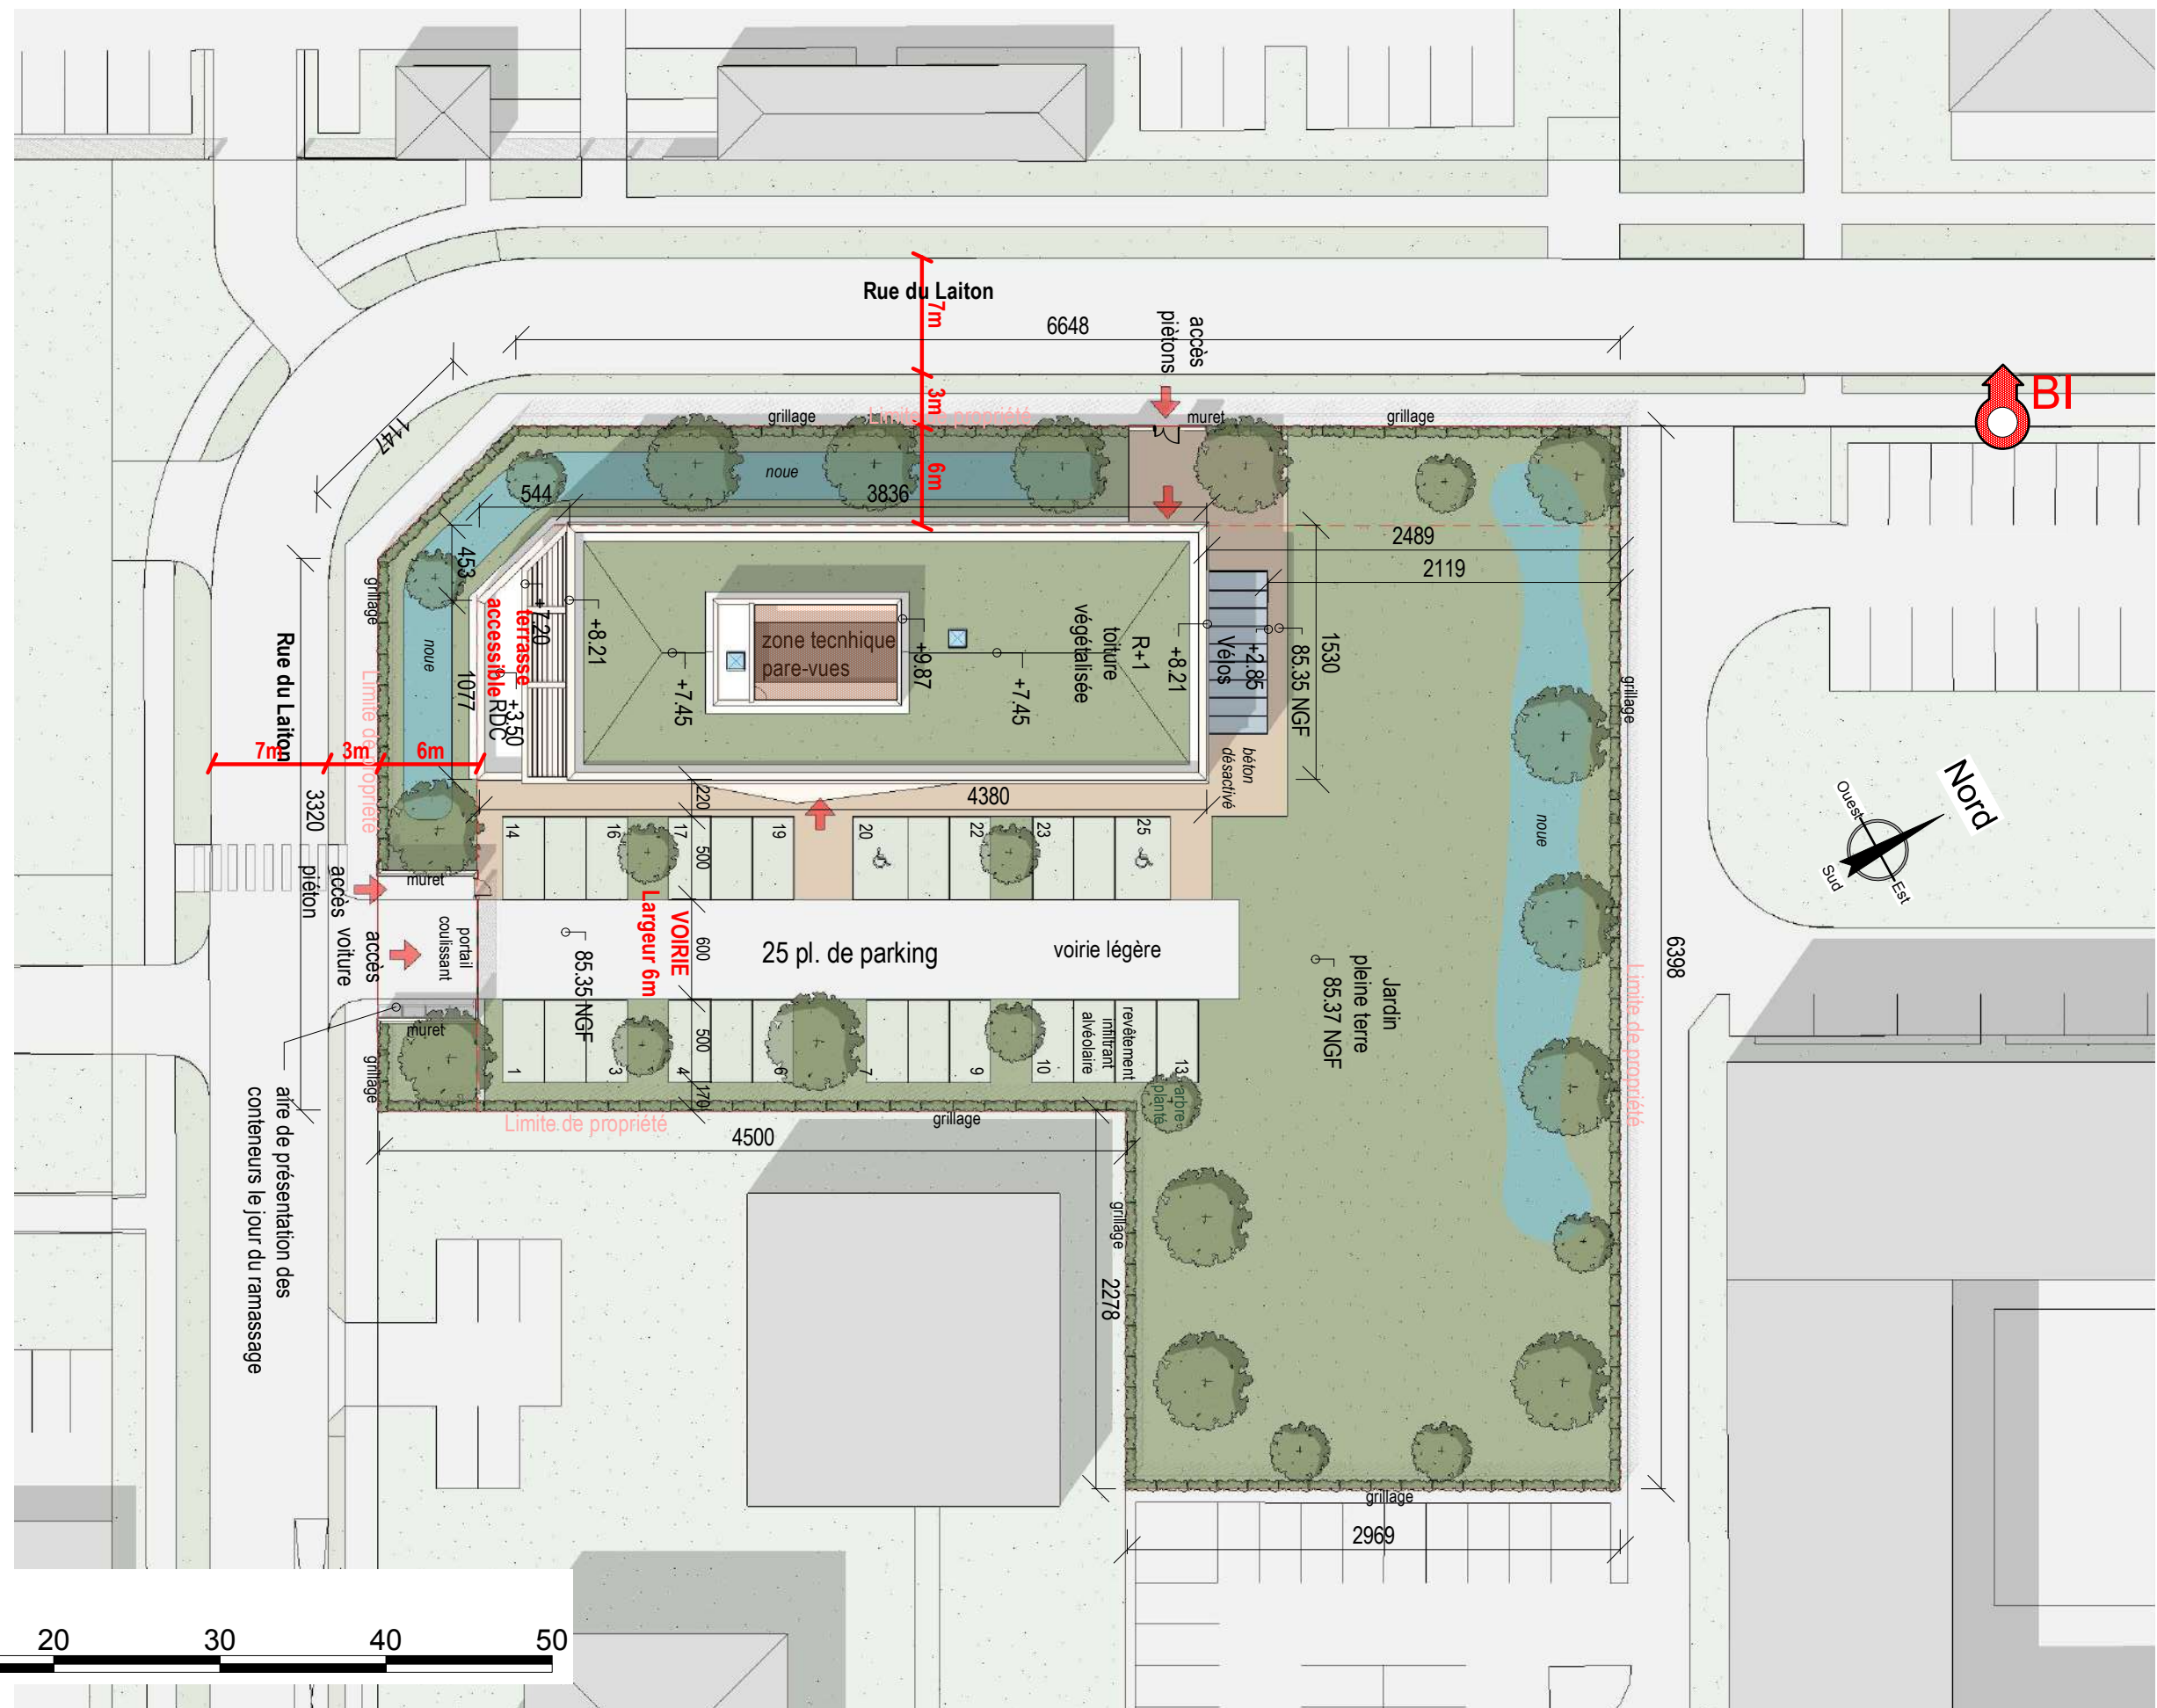 Rue du Laiton
7m
6648
accès
piètons
3m
Limite de propriété
grillage
muret
grillage
BI
1147
6m
noue
544
3836
2489
2119
453
grillage
noue
1077
terrasse
accessible RDC
+7.20
+3.50
+8.21
+7.45
zone tecnhique
pare-vues
+9.87
+7.45
toiture
végétalisée
R+1
+8.21
Vélos
+2.85
85.35 NGF
1530
béton
désactivé
grillage
Nord
Ouest
Sud
Est
Rue du Laiton
Limite de propriété
7m
3m
6m
3320
220
4380
14
16
17
19
20
22
23
25
500
noue
accès
piéton
muret
accès
voiture
portail
coulissant
85.35 NGF
VOIRIE
Largeur 6m
600
25 pl. de parking
voirie légère
Jardin
pleine terre
85.37 NGF
6398
Limite de propriété
muret
grillage
1
3
4
6
7
9
10
13
500
170
revêtement
infiltrant
alvéolaire
arbre
planté
Limite de propriété
grillage
4500
aire de présentation des
conteneurs le jour du ramassage
grillage
2278
grillage
2969
20
30
40
50